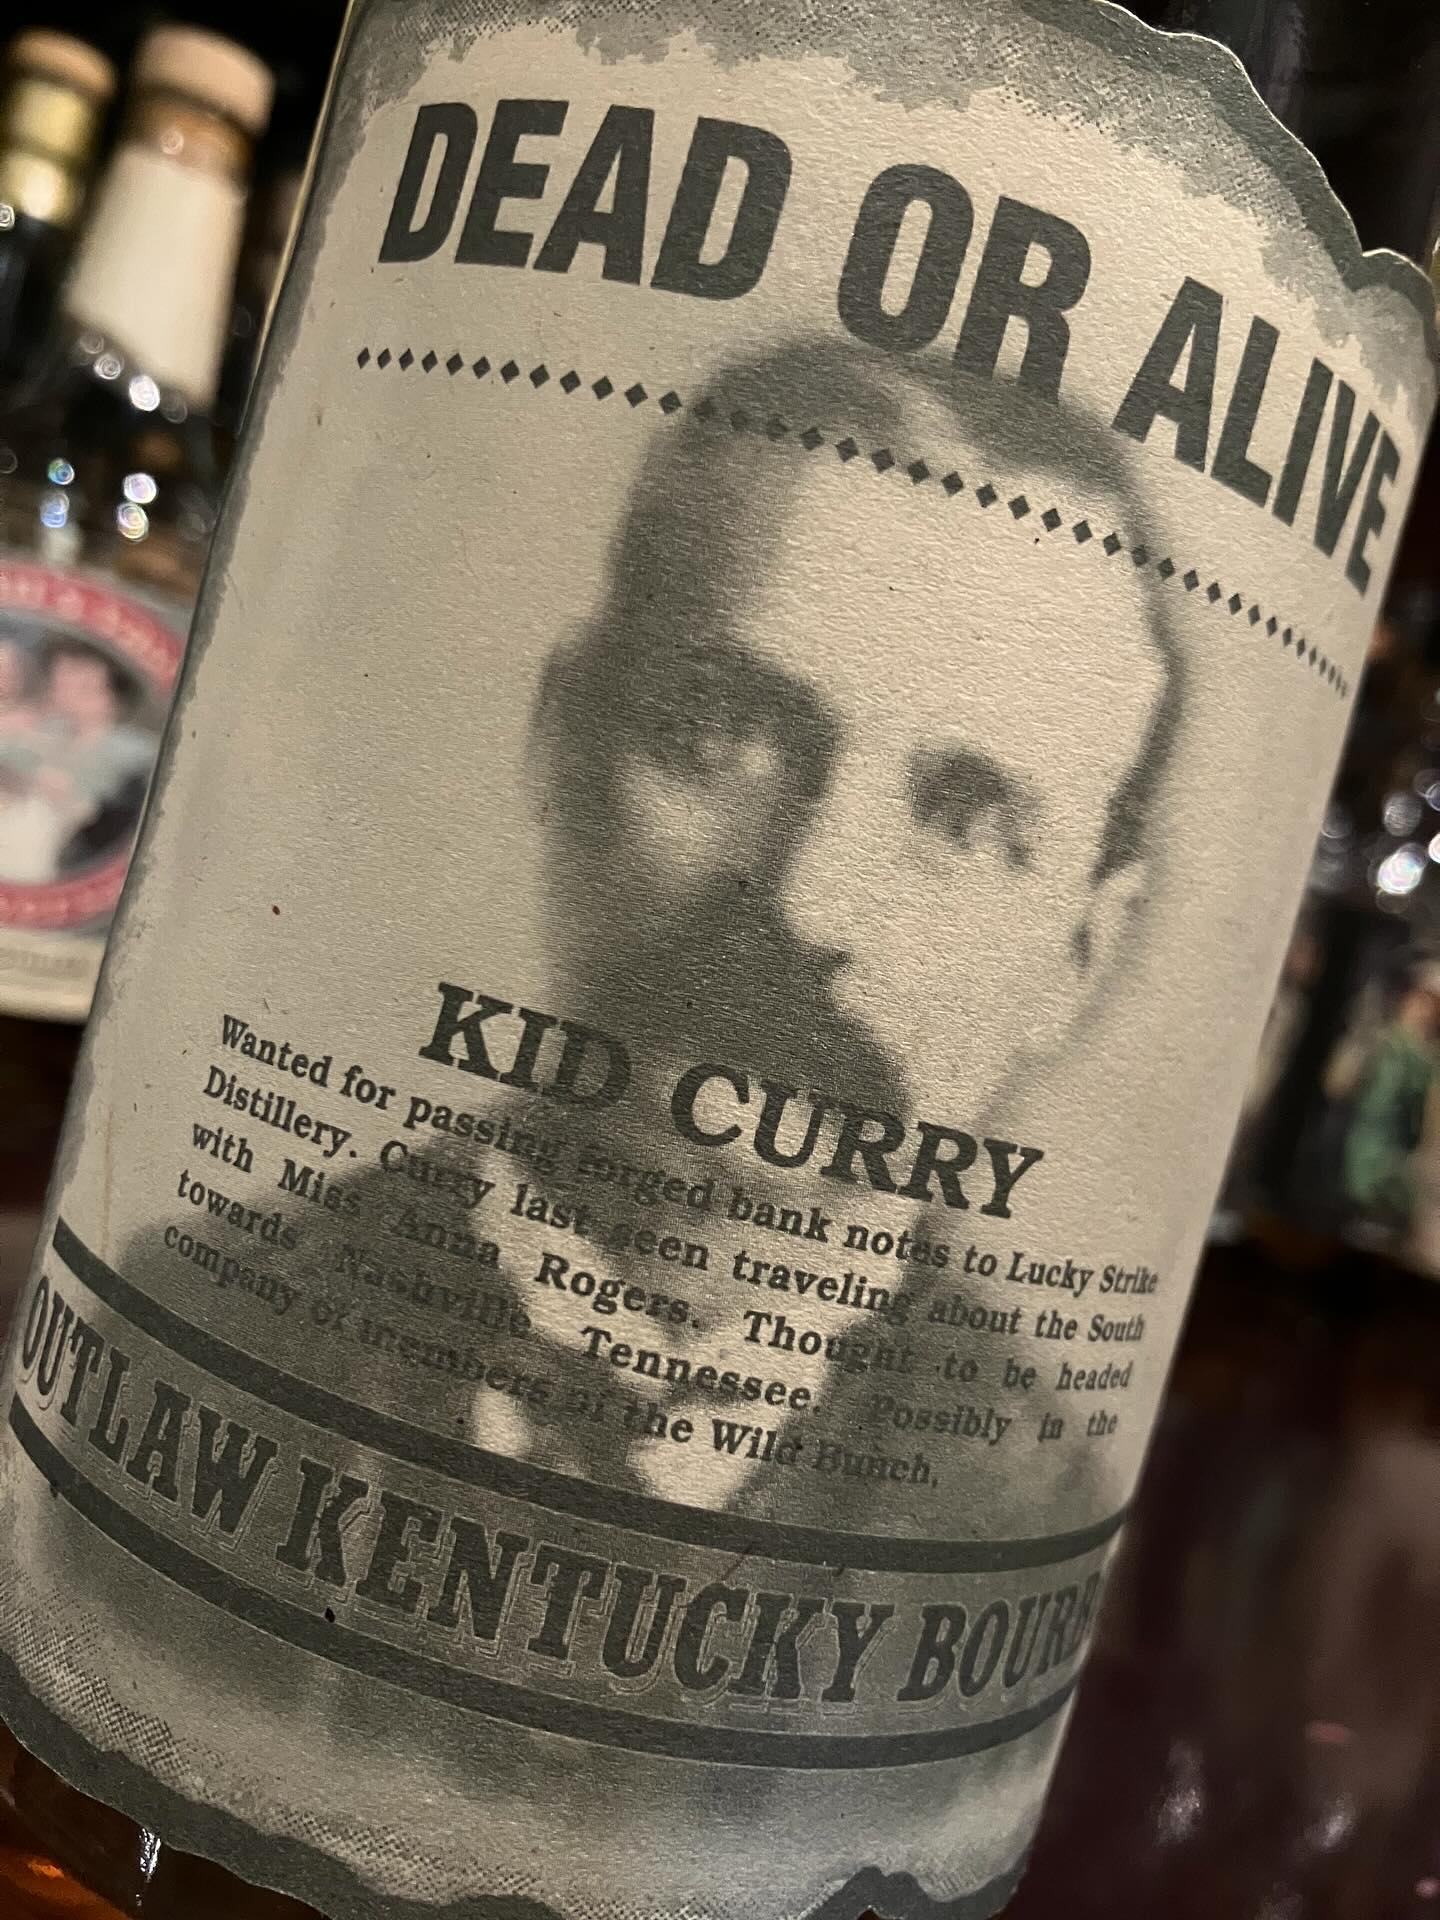 DEAD OR ALIVE
KID CURRY
Wanted for passing forged bank notes to Lucky Strike
Distillery. Curry last seen traveling about the South
with Miss Anna Rogers. Thought to be headed
towards Nashville Tennessee. Possibly in the
company of members of the Wild Bunch.
OUTLAW KENTUCKY